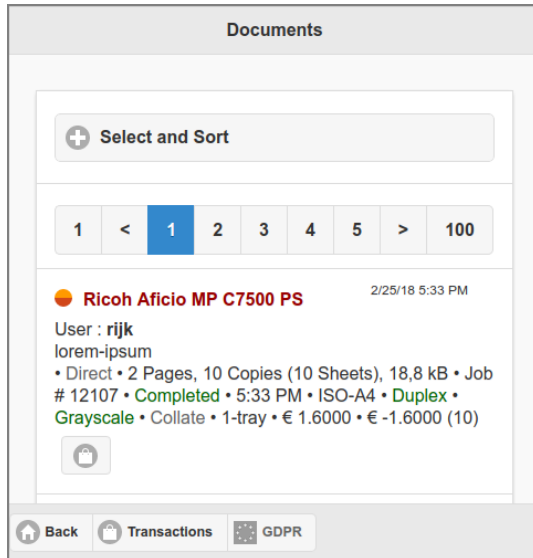 Documents
Select and Sort
1 < 1 2 3 4 5 > 100
Ricoh Aficio MP C7500 PS 2/25/18 5:33 PM
User : rijk
lorem-ipsum
• Direct • 2 Pages, 10 Copies (10 Sheets), 18,8 kB • Job
# 12107 • Completed • 5:33 PM • ISO-A4 • Duplex •
Grayscale • Collate • 1-tray • € 1.6000 • € -1.6000 (10)
Back Transactions GDPR